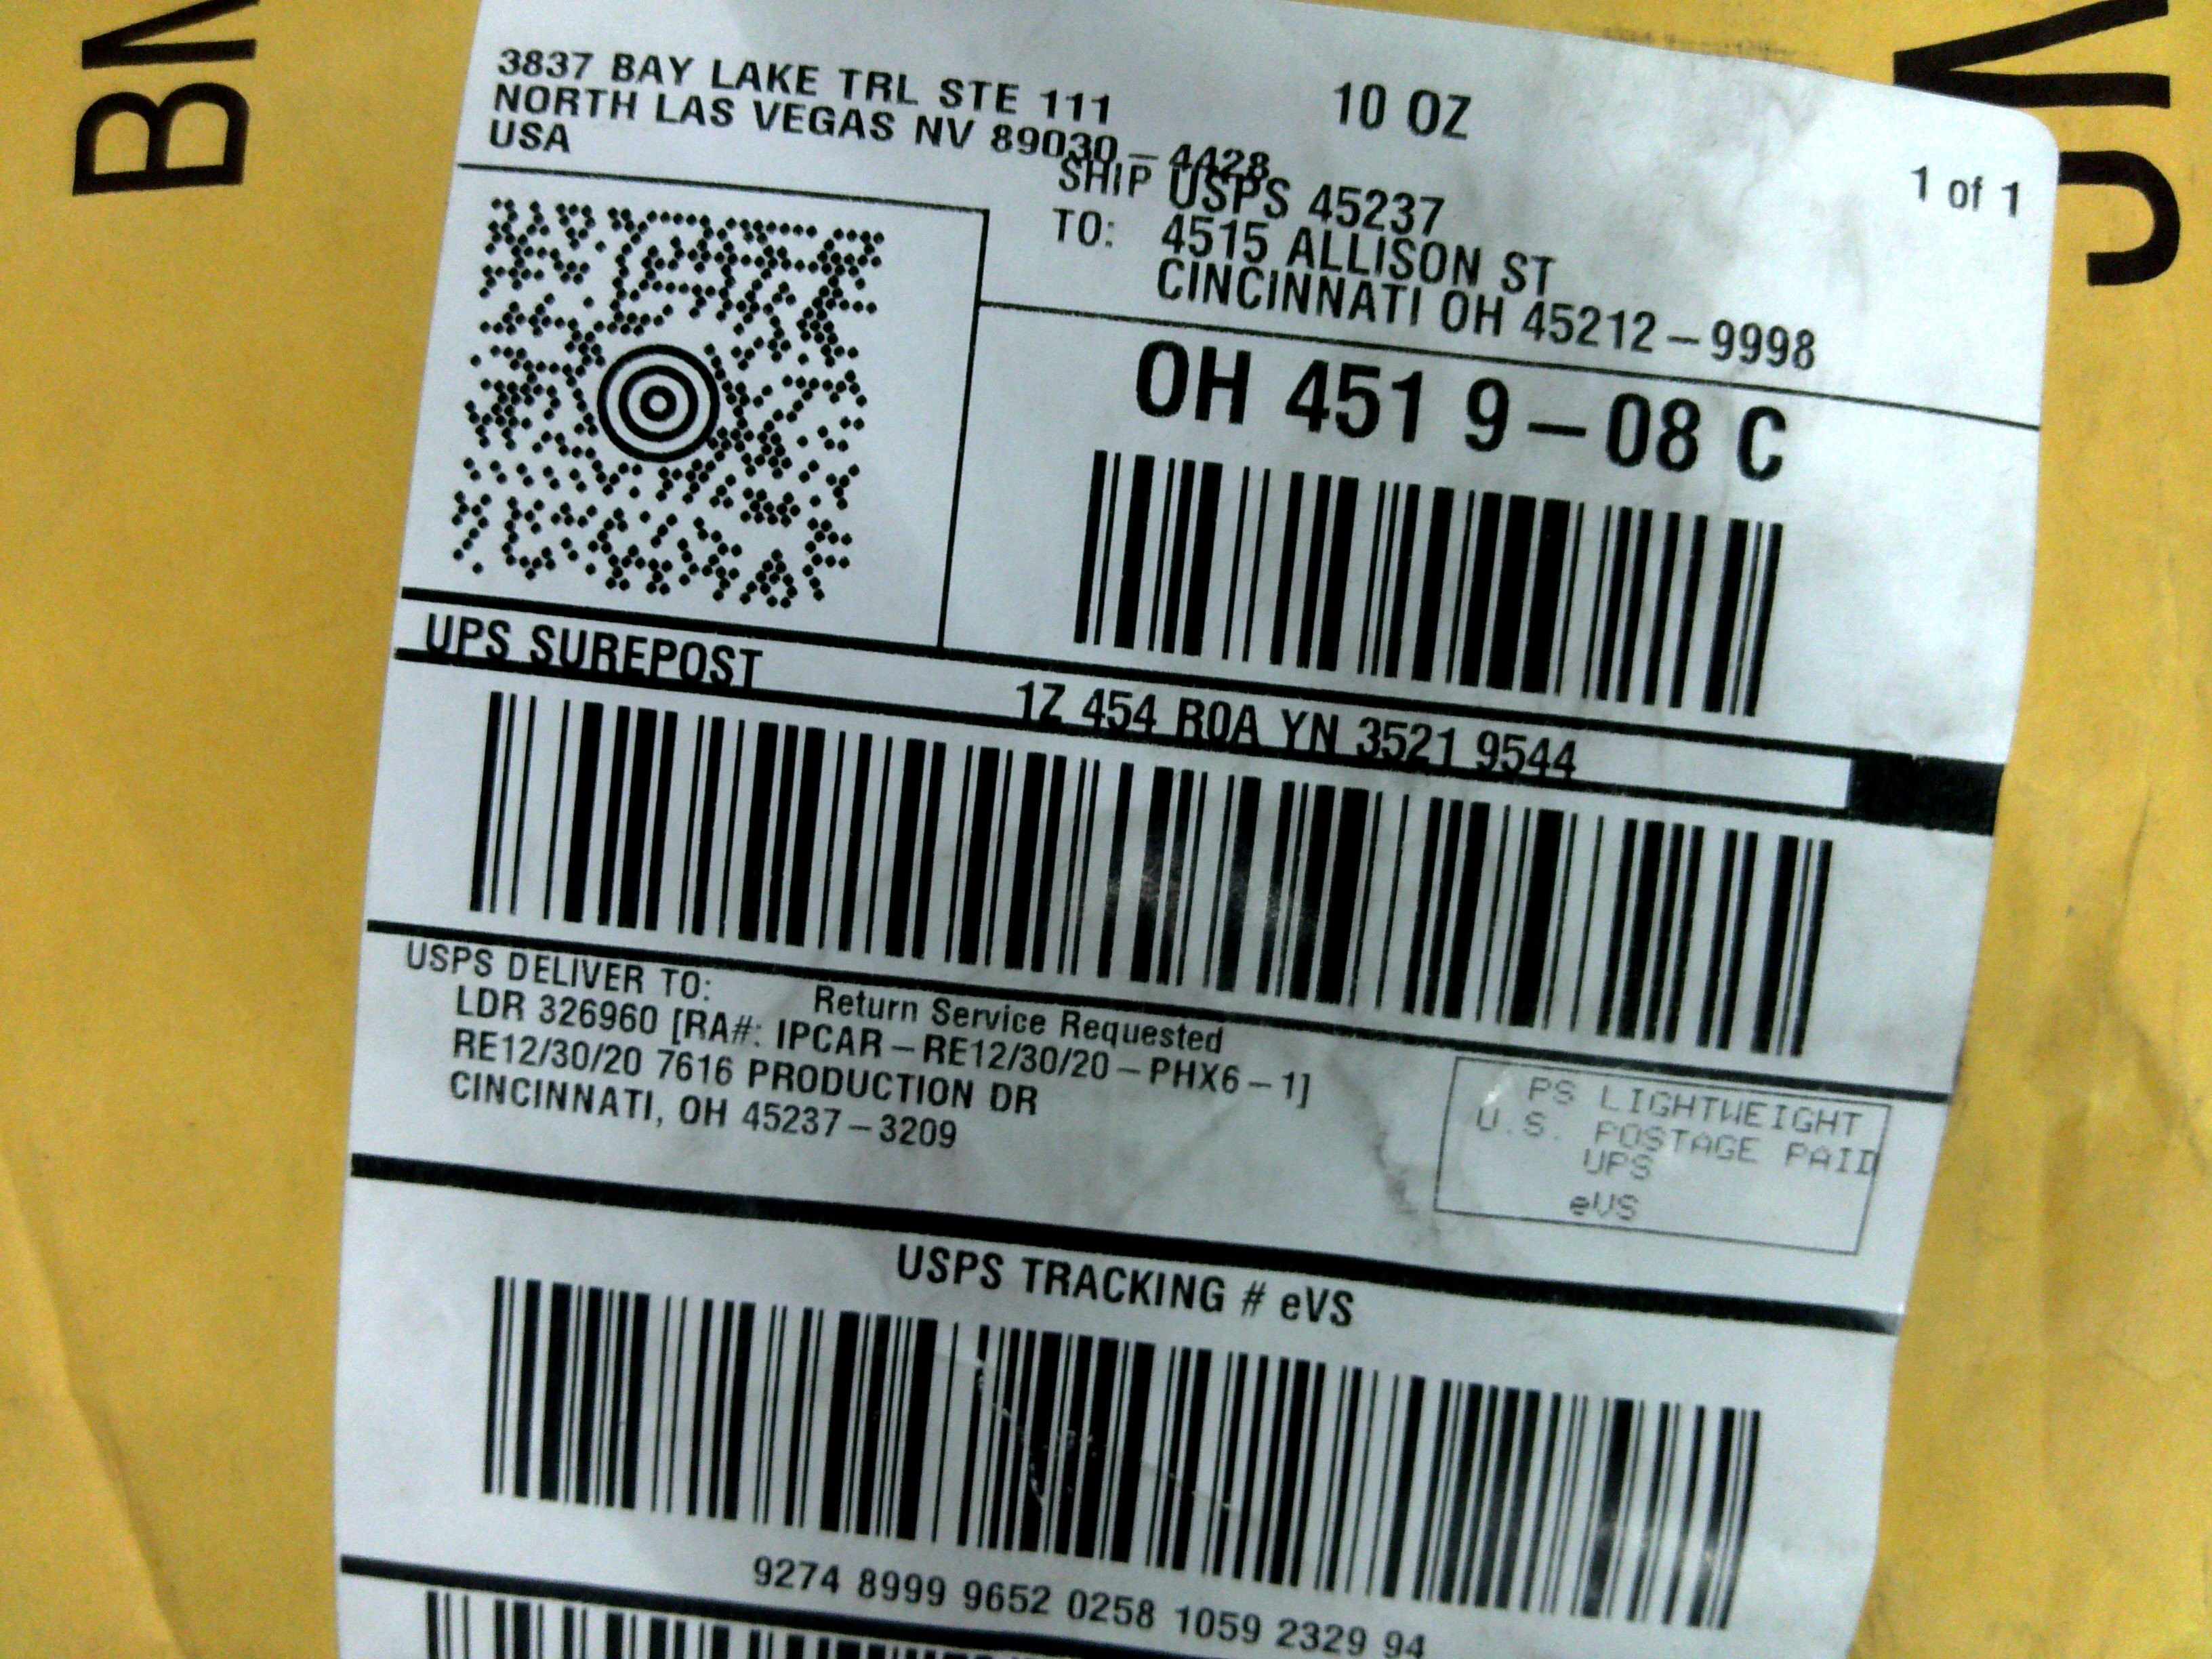 3837 BAY LAKE TRL STE 111
NORTH LAS VEGAS NV 89030-4428
USA
10 OZ
1 of 1
SHIP TO:
USPS 45237
4515 ALLISON ST
CINCINNATI OH 45212-9998
OH 451 9-08 C
UPS SUREPOST
1Z 454 R0A YN 3521 9544
USPS DELIVER TO:
Return Service Requested
LDR 326960 [RA#: IPCAR-RE12/30/20-PHX6-1]
RE12/30/20 7616 PRODUCTION DR
CINCINNATI, OH 45237-3209
PS LIGHTWEIGHT
U.S. POSTAGE PAID
UPS
eVS
USPS TRACKING # eVS
9274 8999 9652 0258 1059 2329 94